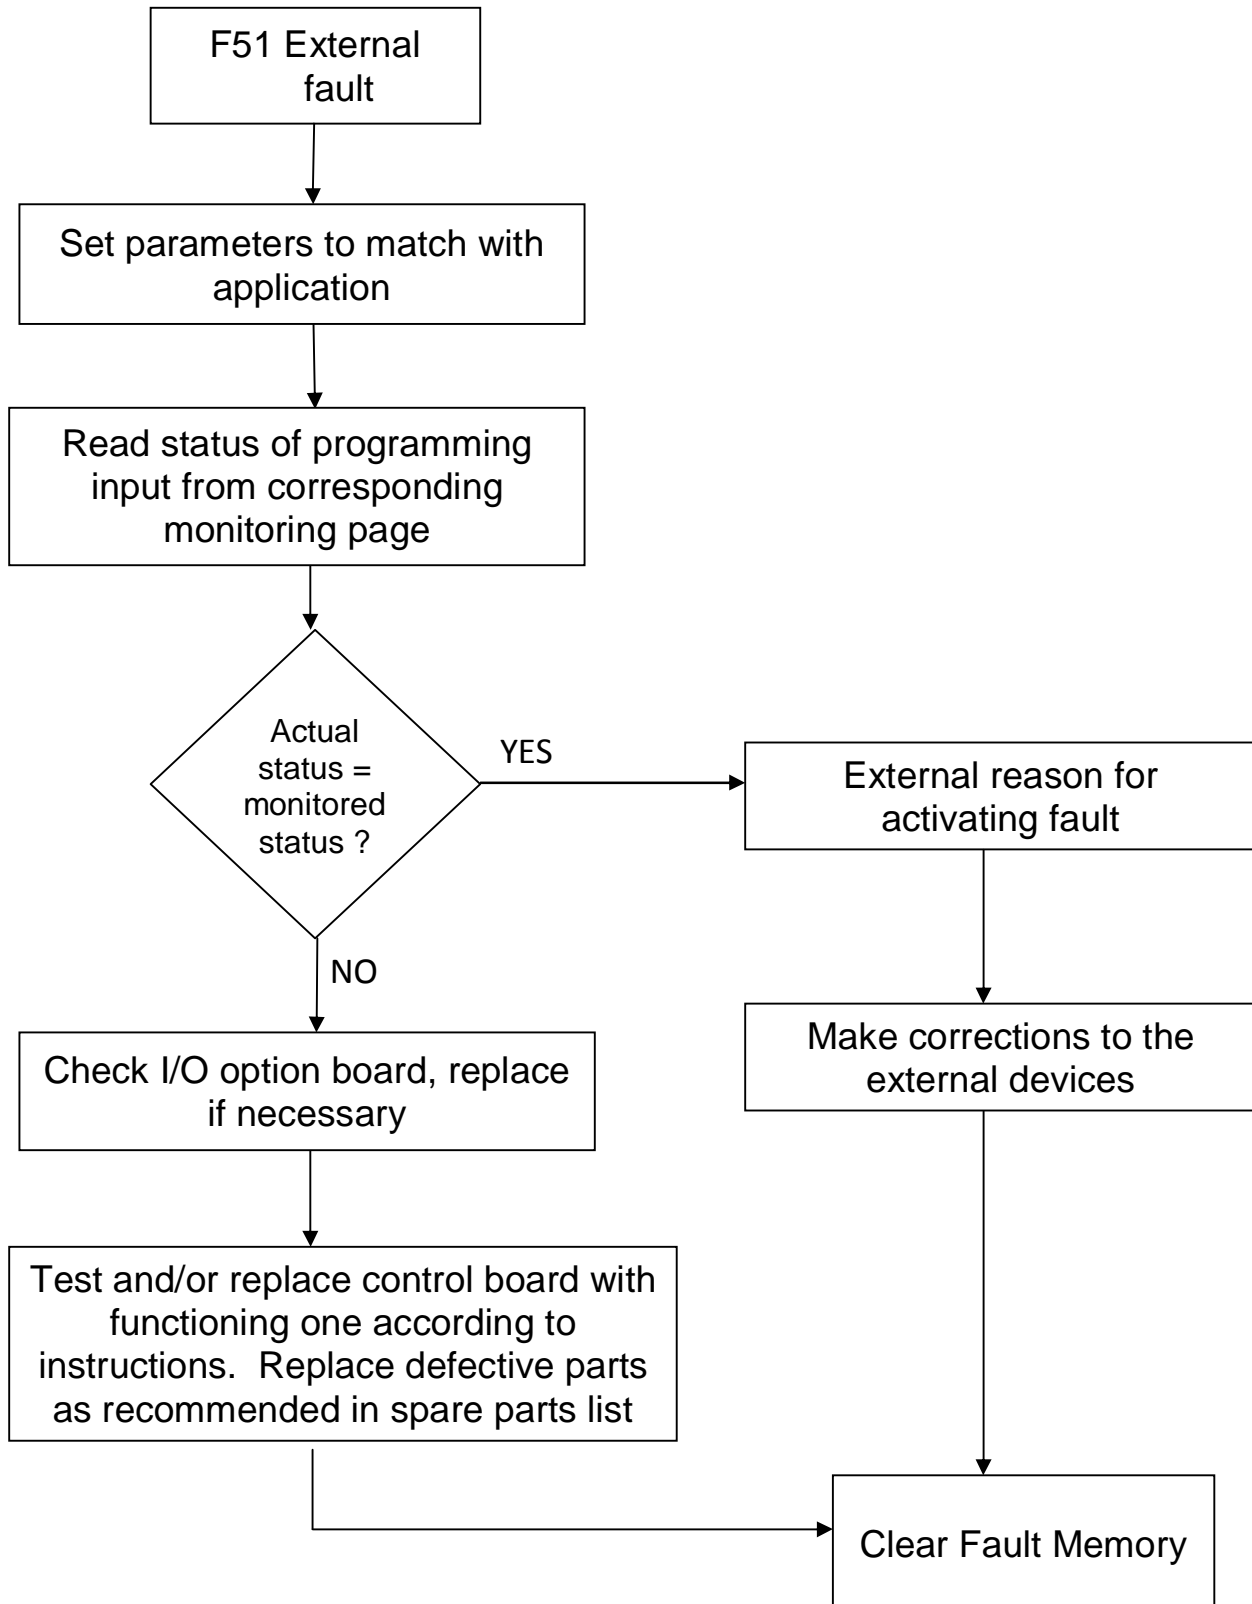 F51 External
fault
Set parameters to match with
application
Read status of programming
input from corresponding
monitoring page
Actual
status =
monitored
status ?
YES
External reason for
activating fault
NO
Make corrections to the
external devices
Check I/O option board, replace
if necessary
Test and/or replace control board with
functioning one according to
instructions.  Replace defective parts
as recommended in spare parts list
Clear Fault Memory